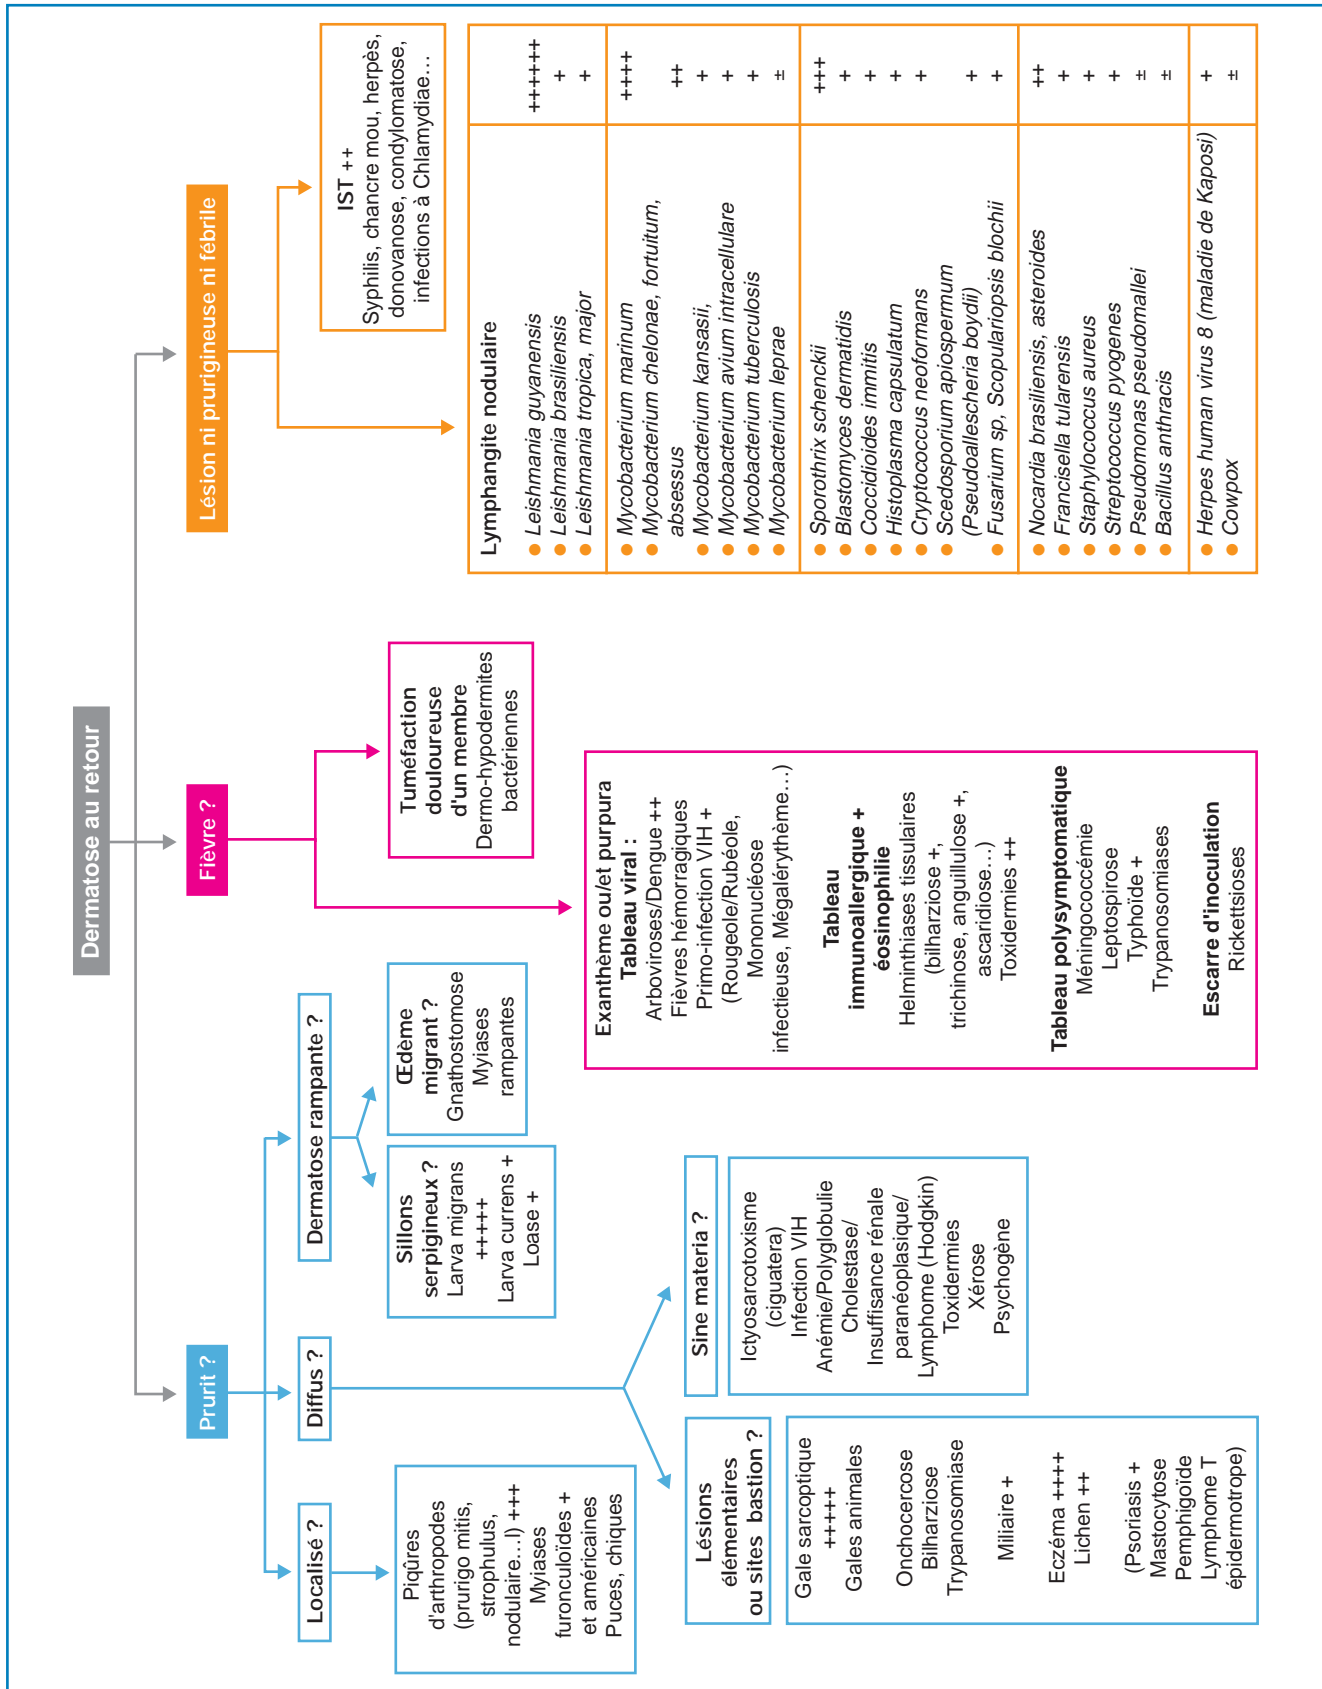 Dermatose au retour
Prurit ?
Localisé ?
Piqûres
d'arthropodes
(prurigo mitis,
strophulus,
nodulaire...l) +++
Myiases
furonculoïdes +
et américaines
Puces, chiques
Diffus ?
Lésions
élémentaires
ou sites bastion ?
Gale sarcoptique
+++++
Gales animales
Onchocercose
Bilharziose
Trypanosomiase
Miliaire +
Eczéma ++++
Lichen ++
(Psoriasis +
Mastocytose
Pemphigoïde
Lymphome T
épidermotrope)
Sine materia ?
Ictyosarcotoxisme
(ciguatera)
Infection VIH
Anémie/Polyglobulie
Cholestase/
Insuffisance rénale
paranéoplasique/
Lymphome (Hodgkin)
Toxidermies
Xérose
Psychogène
Dermatose rampante ?
Sillons
serpigineux ?
Larva migrans
+++++
Larva currens +
Loase +
Œdème
migrant ?
Gnathostomose
Myiases
rampantes
Fièvre ?
Exanthème ou/et purpura
Tableau viral :
Arboviroses/Dengue ++
Fièvres hémorragiques
Primo-infection VIH +
(Rougeole/Rubéole,
Mononucléose
infectieuse, Mégalérythème...)
Tableau
immunoallergique +
éosinophilie
Helminthiases tissulaires
(bilharziose +,
trichinose, anguillulose +,
ascaridiose...)
Toxidermies ++
Tableau polysymptomatique
Méningoccémie
Leptospirose
Typhoïde +
Trypanosomiases
Escarre d'inoculation
Rickettsioses
Tuméfaction
douloureuse
d'un membre
Dermo-hypodermites
bactériennes
Lésion ni prurigineuse ni fébrile
Lymphangite nodulaire
● Leishmania guyanensis ++++++
● Leishmania brasiliensis +
● Leishmania tropica, major +
● Mycobacterium marinum ++++
● Mycobacterium chelonae, fortuitum,
absessus ++
● Mycobacterium kansasii, +
● Mycobacterium avium intracellulare +
● Mycobacterium tuberculosis +
● Mycobacterium leprae ±
● Sporothrix schenckii +++
● Blastomyces dermatidis +
● Coccidioides immitis +
● Histoplasma capsulatum +
● Cryptococcus neoformans +
● Scedosporium apiospermum
(Pseudoallescheria boydii) +
● Fusarium sp, Scopulariopsis blochii +
● Nocardia brasiliensis, asteroides ++
● Francisella tularensis +
● Staphylococcus aureus +
● Streptococcus pyogenes +
● Pseudomonas pseudomallei ±
● Bacillus anthracis ±
● Herpes human virus 8 (maladie de Kaposi) +
● Cowpox ±
IST ++
Syphilis, chancre mou, herpès,
donovanose, condylomatose,
infections à Chlamydiae...